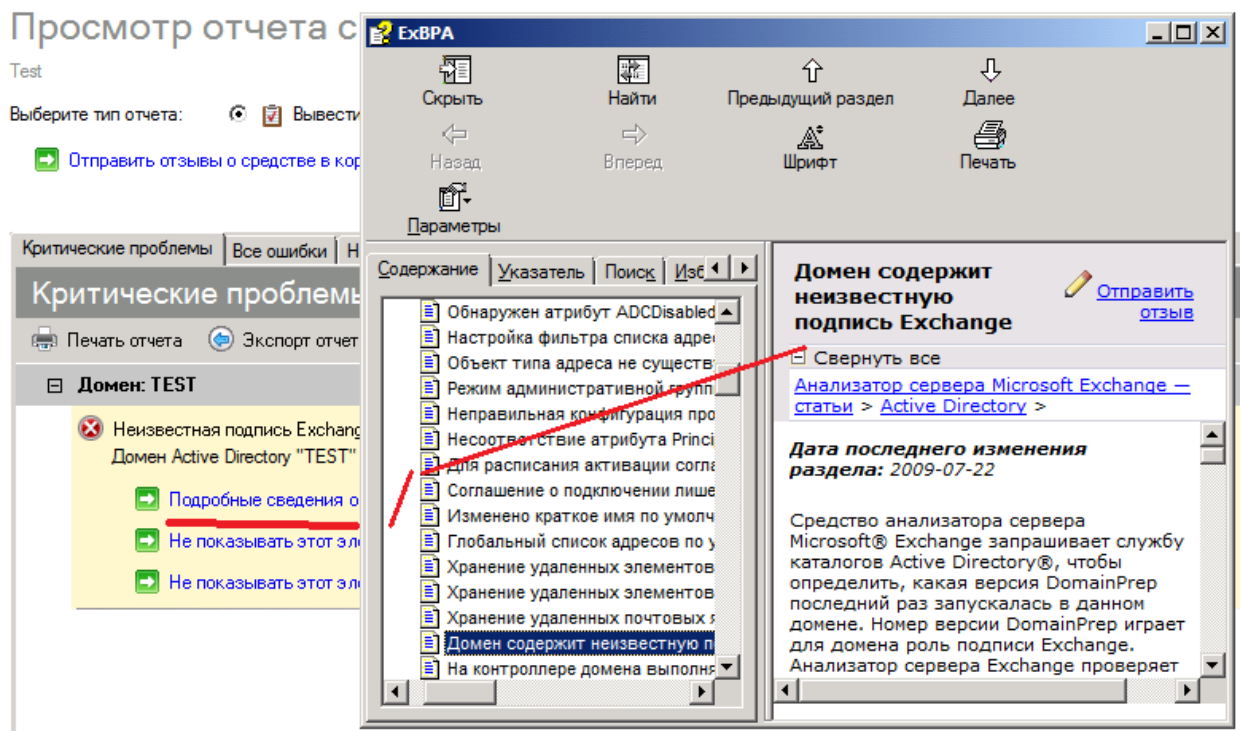 Просмотр отчета с
Test
Выберите тип отчета:
Вывести
Отправить отзывы о средстве в кор
Критические проблемы
Все ошибки
Н
Критические проблемы
Печать отчета
Экспорт отчет
Домен: TEST
Неизвестная подпись Exchang
Домен Active Directory "TEST"
Подробные сведения о
Не показывать этот эле
Не показывать этот эле
ExBPA
Скрыть
Найти
Предыдущий раздел
Далее
Назад
Вперед
Шрифт
Печать
Параметры
Содержание
Указатель
Поиск
Изб
Обнаружен атрибут ADCDisabled
Настройка фильтра списка адре
Объект типа адреса не существ
Режим административной групп
Неправильная конфигурация про
Несоответствие атрибута Princi
Для расписания активации согла
Соглашение о подключении лише
Изменено краткое имя по умолч
Глобальный список адресов по у
Хранение удаленных элементов
Хранение удаленных элементов
Хранение удаленных почтовых я
Домен содержит неизвестную п
На контроллере домена выполня
Домен содержит
неизвестную
подпись Exchange
Отправить
отзыв
Свернуть все
Анализатор сервера Microsoft Exchange —
статьи > Active Directory >
Дата последнего изменения
раздела: 2009-07-22
Средство анализатора сервера
Microsoft® Exchange запрашивает службу
каталогов Active Directory®, чтобы
определить, какая версия DomainPrep
последний раз запускалась в данном
домене. Номер версии DomainPrep играет
для домена роль подписи Exchange.
Анализатор сервера Exchange проверяет